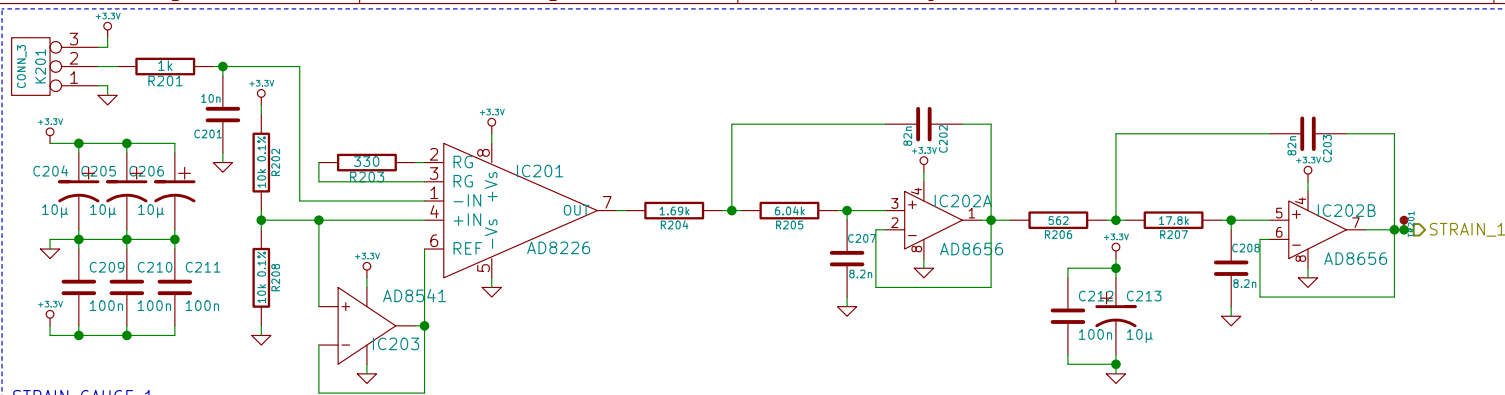 +3.3V
CONN_3
K201
3
2
1
1k
R201
10n
C201
+3.3V
10k 0.1%
R202
+3.3V
C204
C205
C206
10µ
10µ
10µ
C209
C210
C211
100n
100n
100n
+3.3V
10k 0.1%
R208
330
R203
+3.3V
8
2
RG
3
RG
1
-IN
4
+IN
6
REF
+Vs
-Vs
5
OUT
7
IC201
AD8226
+3.3V
AD8541
IC203
1.69k
R204
6.04k
R205
C207
8.2n
82n
C202
+3.3V
4
3
2
1
8
IC202A
AD8656
562
R206
17.8k
R207
+3.3V
C212
C213
100n
10µ
C208
8.2n
82n
C203
+3.3V
4
5
6
7
8
IC202B
AD8656
STRAIN_1
STRAIN GAUGE 1